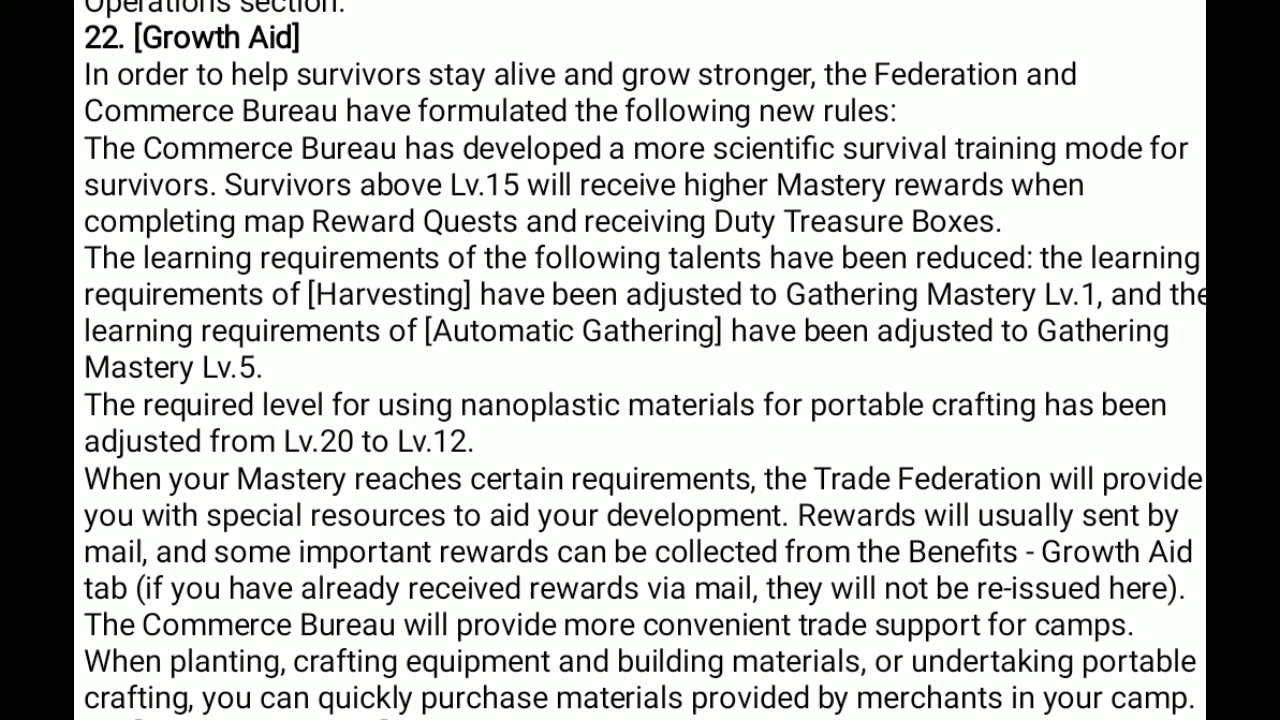 Operations section.
22. [Growth Aid]
In order to help survivors stay alive and grow stronger, the Federation and
Commerce Bureau have formulated the following new rules:
The Commerce Bureau has developed a more scientific survival training mode for
survivors. Survivors above Lv.15 will receive higher Mastery rewards when
completing map Reward Quests and receiving Duty Treasure Boxes.
The learning requirements of the following talents have been reduced: the learning
requirements of [Harvesting] have been adjusted to Gathering Mastery Lv.1, and the
learning requirements of [Automatic Gathering] have been adjusted to Gathering
Mastery Lv.5.
The required level for using nanoplastic materials for portable crafting has been
adjusted from Lv.20 to Lv.12.
When your Mastery reaches certain requirements, the Trade Federation will provide
you with special resources to aid your development. Rewards will usually sent by
mail, and some important rewards can be collected from the Benefits - Growth Aid
tab (if you have already received rewards via mail, they will not be re-issued here).
The Commerce Bureau will provide more convenient trade support for camps.
When planting, crafting equipment and building materials, or undertaking portable
crafting, you can quickly purchase materials provided by merchants in your camp.